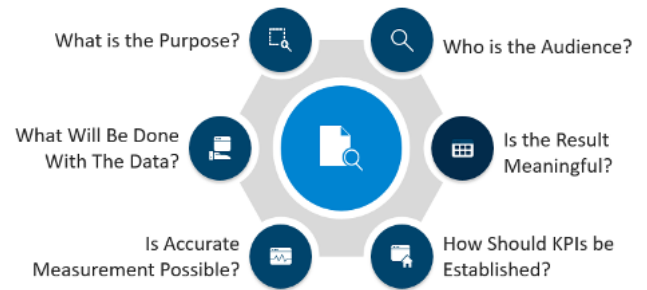 What is the Purpose?
Who is the Audience?
What Will Be Done
With The Data?
Is the Result
Meaningful?
Is Accurate
Measurement Possible?
How Should KPIs be
Established?